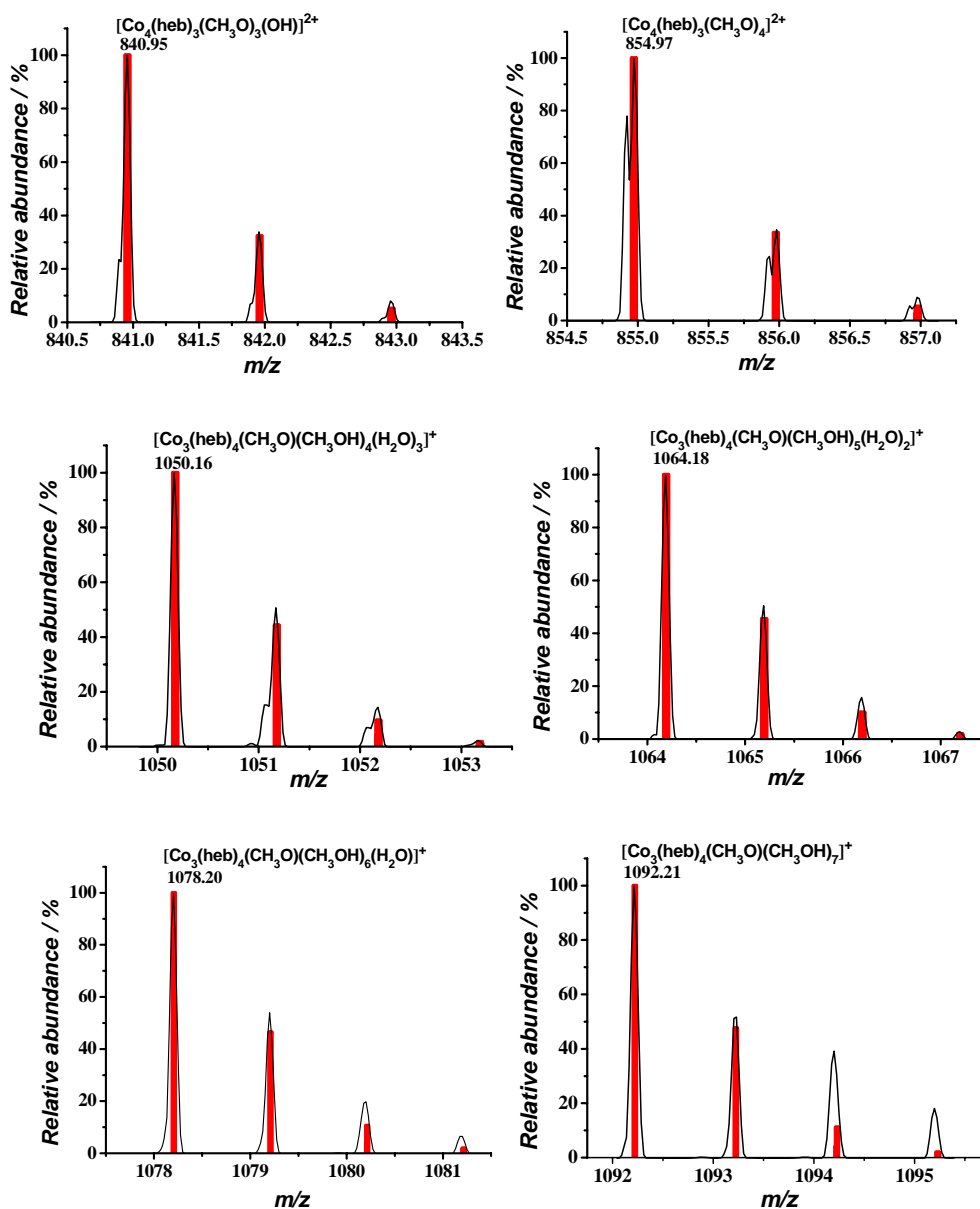 [Co₄(heb)₃(CH₃O)₃(OH)]²⁺
840.95
Relative abundance / %
100
80
60
40
20
0
840.5 841.0 841.5 842.0 842.5 843.0 843.5
m/z
[Co₄(heb)₃(CH₃O)₄]²⁺
854.97
Relative abundance / %
100
80
60
40
20
0
854.5 855.0 855.5 856.0 856.5 857.0
m/z
[Co₃(heb)₄(CH₃O)(CH₃OH)₄(H₂O)₃]⁺
1050.16
Relative abundance / %
100
80
60
40
20
0
1050 1051 1052 1053
m/z
[Co₃(heb)₄(CH₃O)(CH₃OH)₅(H₂O)₂]⁺
1064.18
Relative abundance / %
100
80
60
40
20
0
1064 1065 1066 1067
m/z
[Co₃(heb)₄(CH₃O)(CH₃OH)₆(H₂O)]⁺
1078.20
Relative abundance / %
100
80
60
40
20
0
1078 1079 1080 1081
m/z
[Co₃(heb)₄(CH₃O)(CH₃OH)₇]⁺
1092.21
Relative abundance / %
100
80
60
40
20
0
1092 1093 1094 1095
m/z